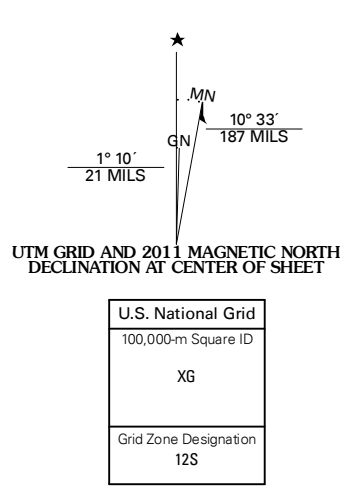 MN
10° 33´
187 MILS
GN
1° 10´
21 MILS
UTM GRID AND 2011 MAGNETIC NORTH
DECLINATION AT CENTER OF SHEET
U.S. National Grid
100,000-m Square ID
XG
Grid Zone Designation
12S